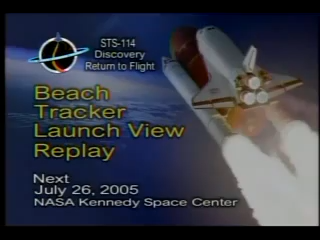 STS-114
Discovery
Return to Flight
Beach
Tracker
Launch View
Replay
Next
July 26, 2005
NASA Kennedy Space Center